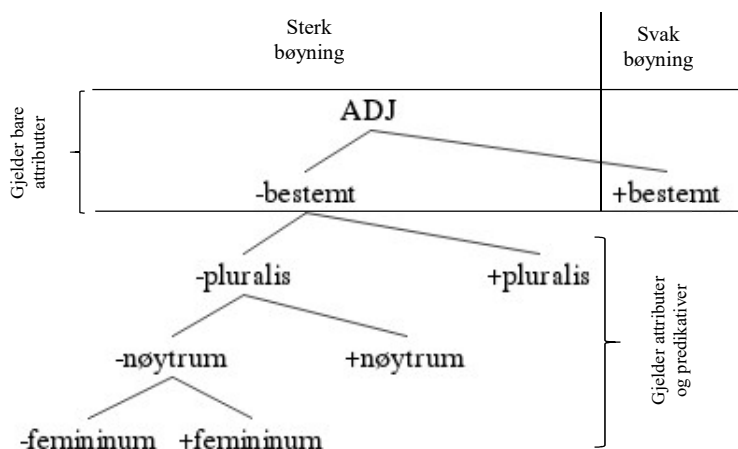 Sterk
bøyning
Svak
bøyning
Gjelder bare
attributter
ADJ
-bestemt
+bestemt
-pluralis
+pluralis
-nøytrum
+nøytrum
Gjelder attributer
og predikativer
-femininum
+femininum